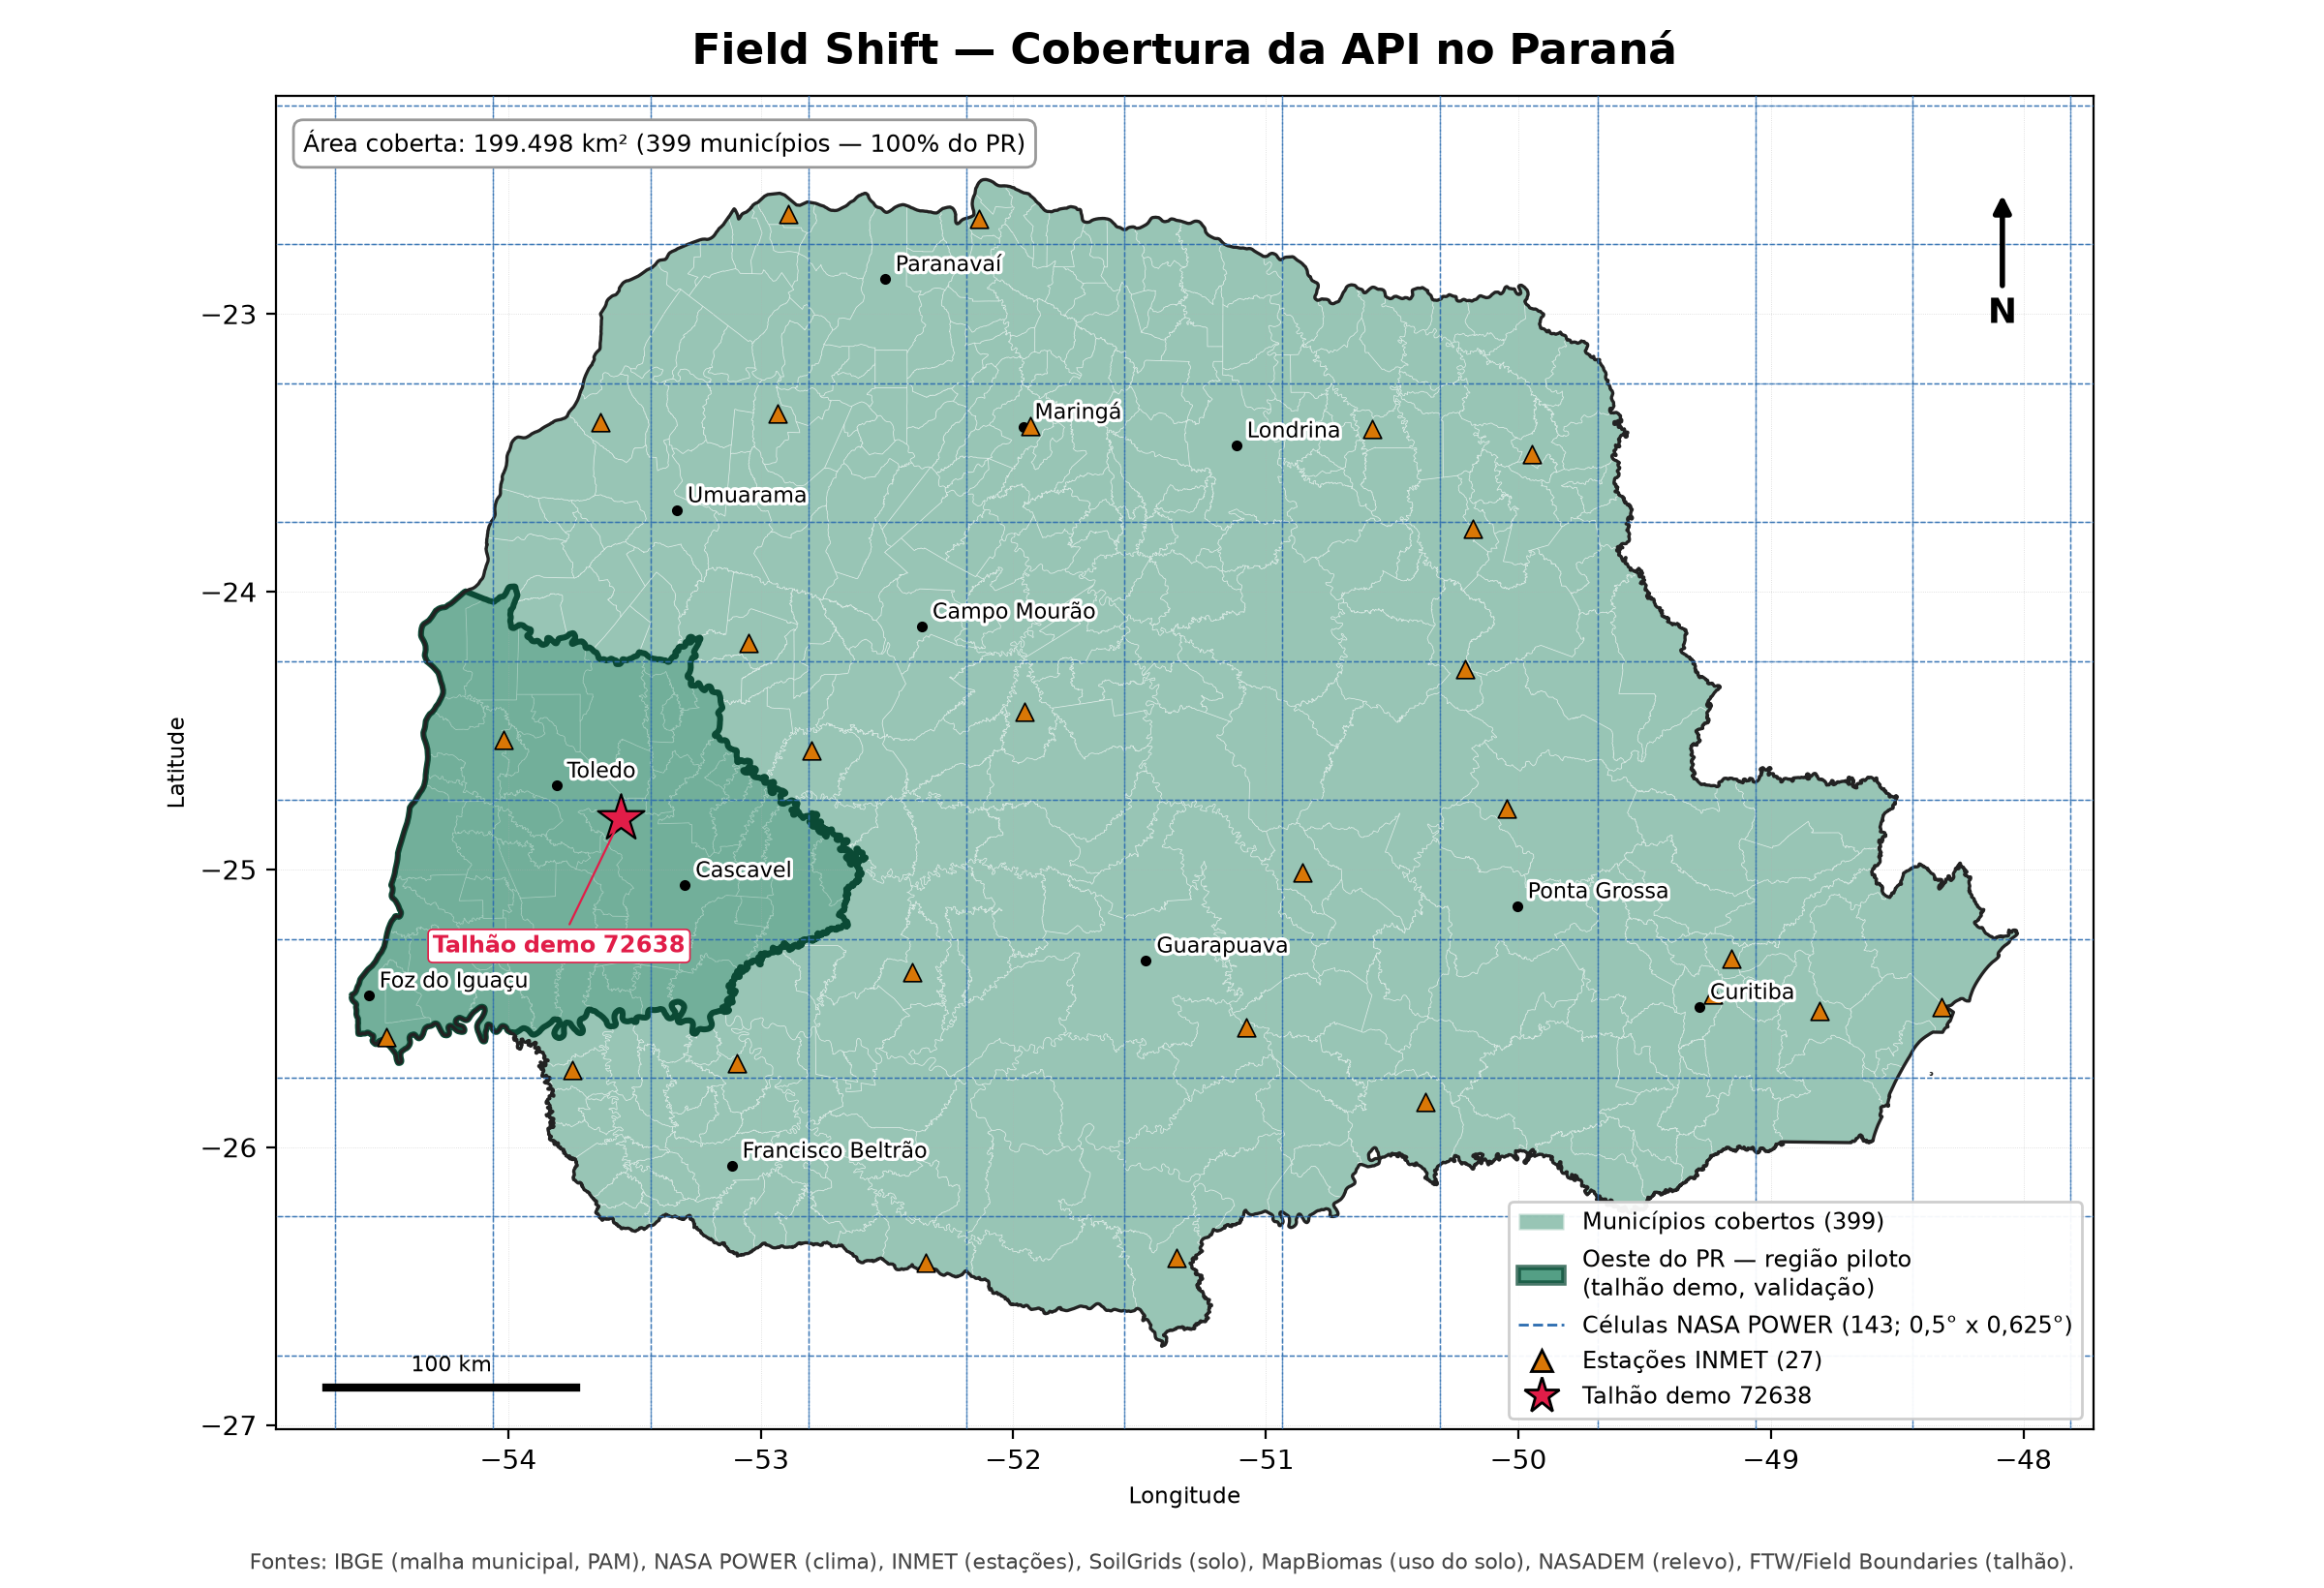 Field Shift — Cobertura da API no Paraná
Área coberta: 199.498 km² (399 municípios — 100% do PR)
N
Paranavaí
Maringá
Londrina
Umuarama
Campo Mourão
Toledo
Cascavel
Talhão demo 72638
Foz do Iguaçu
Ponta Grossa
Guarapuava
Curitiba
Francisco Beltrão
−23
−24
−25
−26
−27
Latitude
100 km
Municípios cobertos (399)
Oeste do PR — região piloto
(talhão demo, validação)
Células NASA POWER (143; 0,5° x 0,625°)
Estações INMET (27)
Talhão demo 72638
−54
−53
−52
−51
−50
−49
−48
Longitude
Fontes: IBGE (malha municipal, PAM), NASA POWER (clima), INMET (estações), SoilGrids (solo), MapBiomas (uso do solo), NASADEM (relevo), FTW/Field Boundaries (talhão).